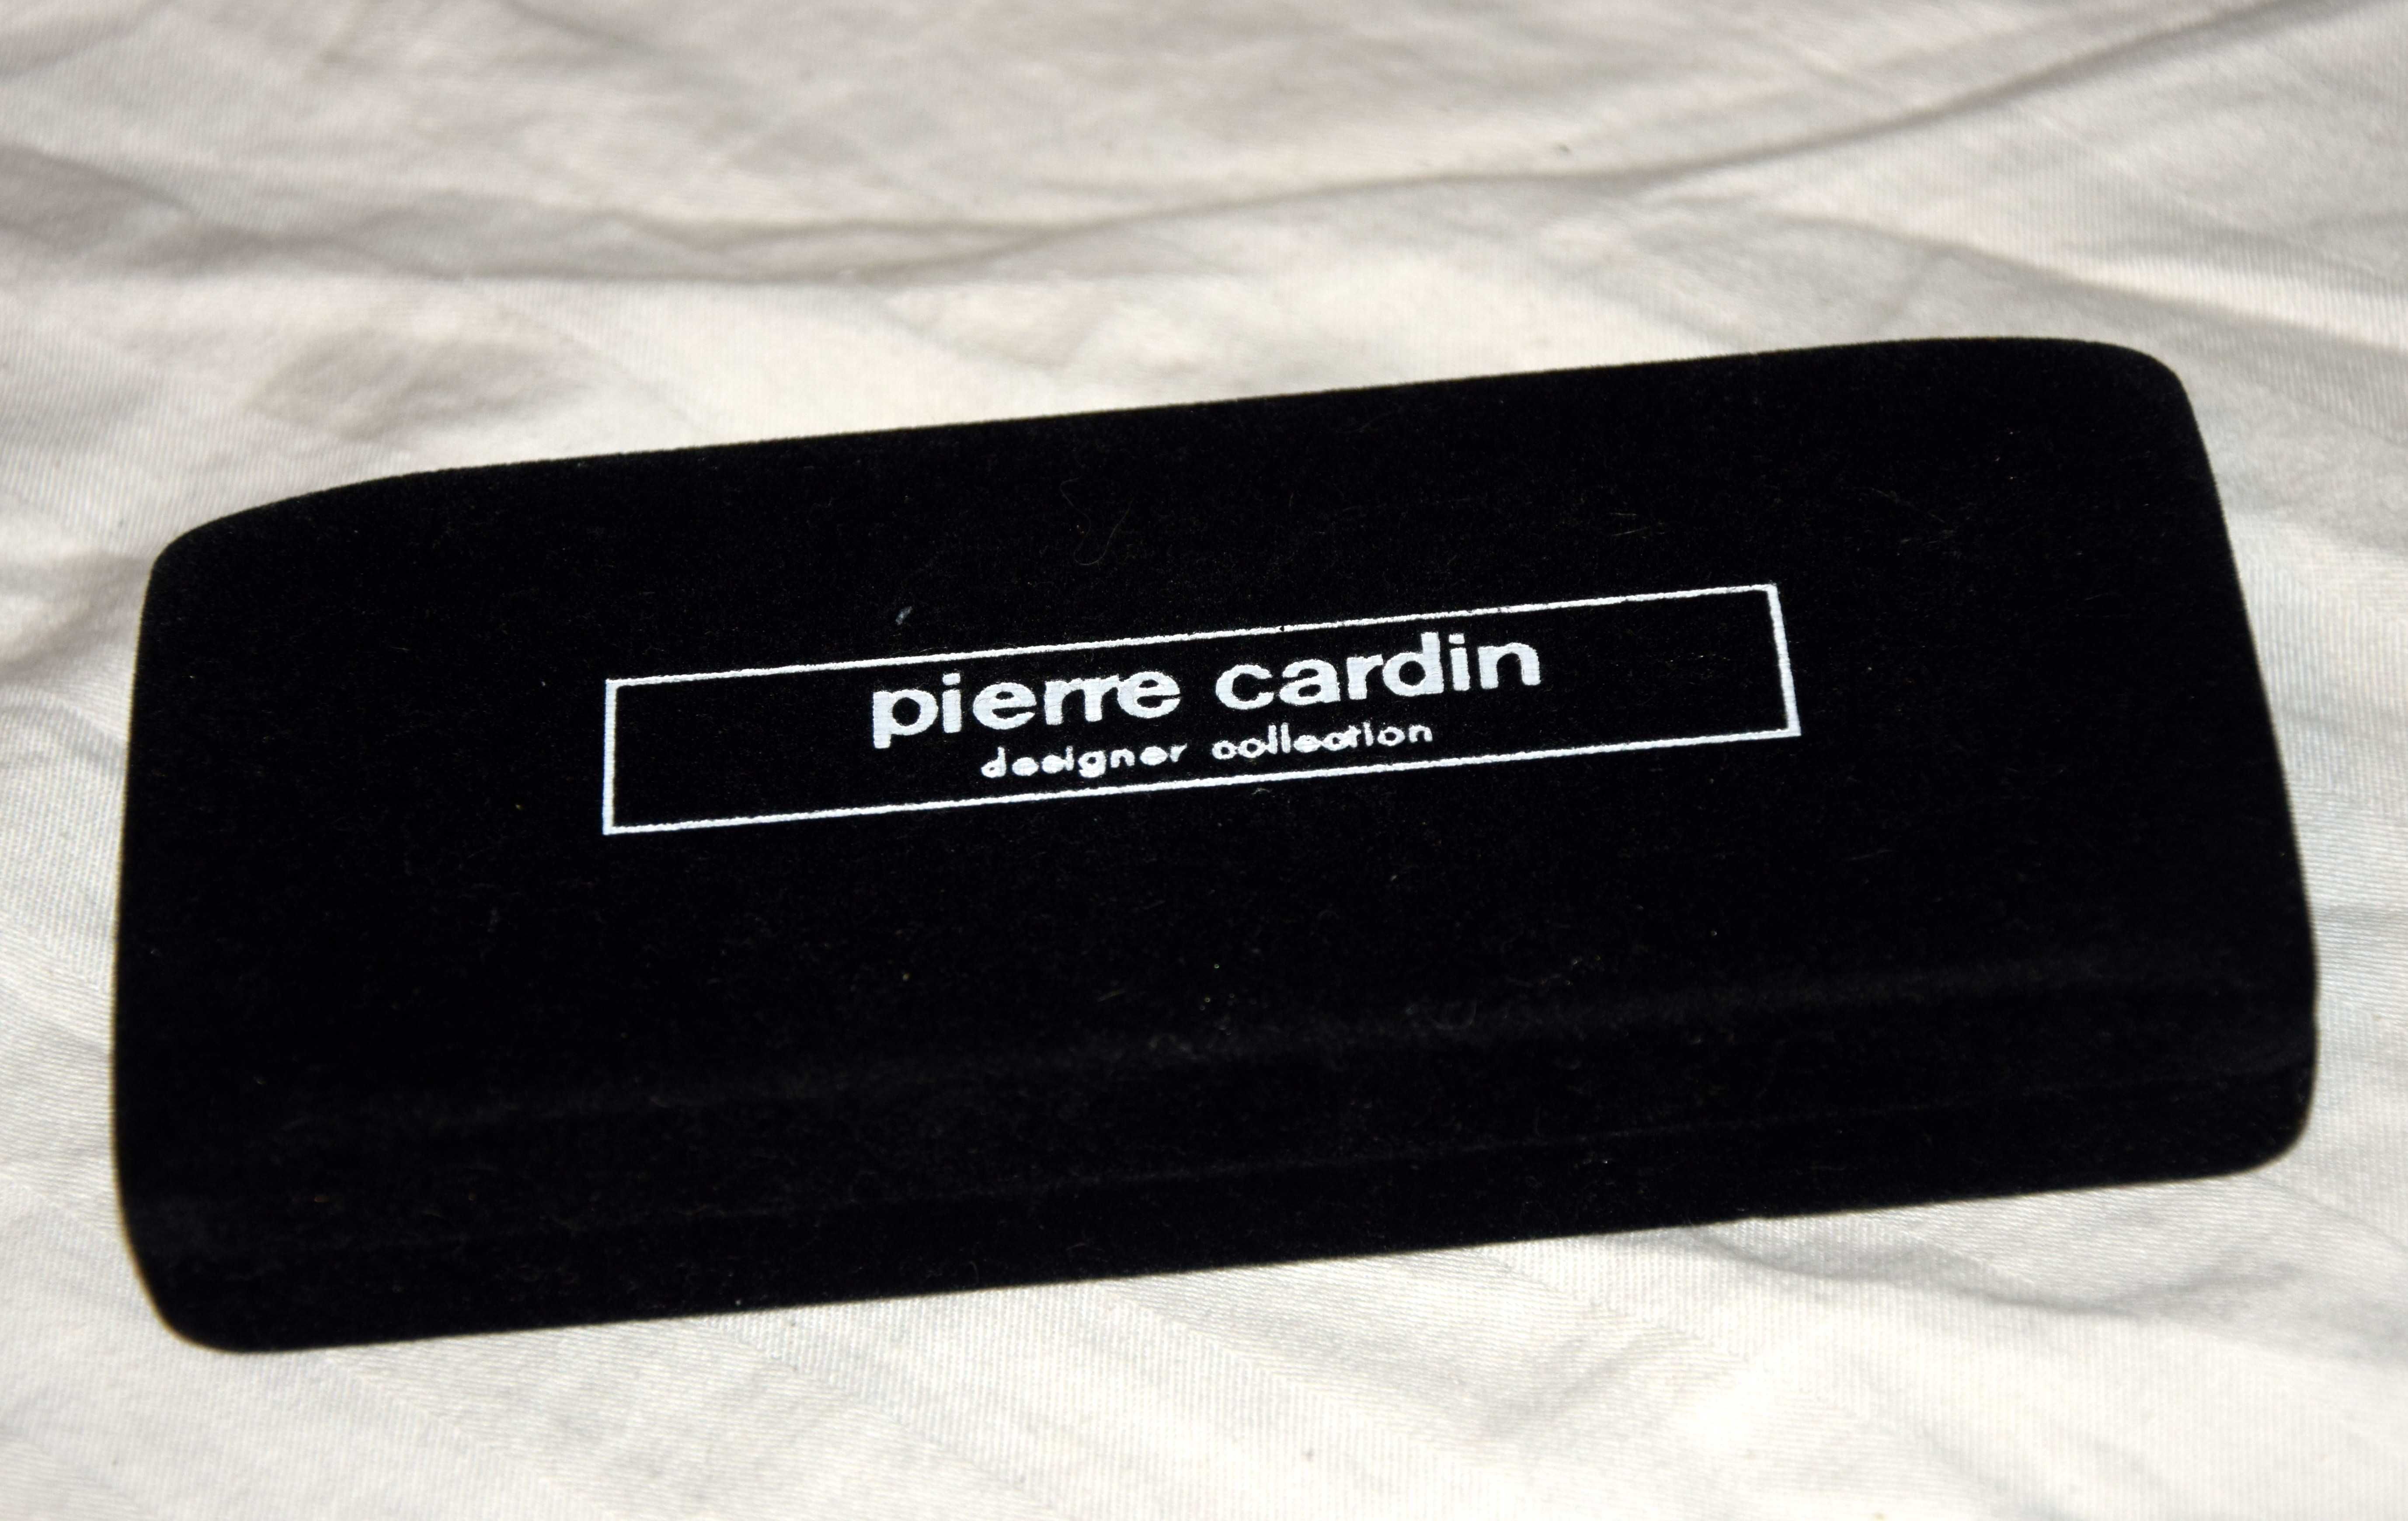 pierre cardin
designer collection